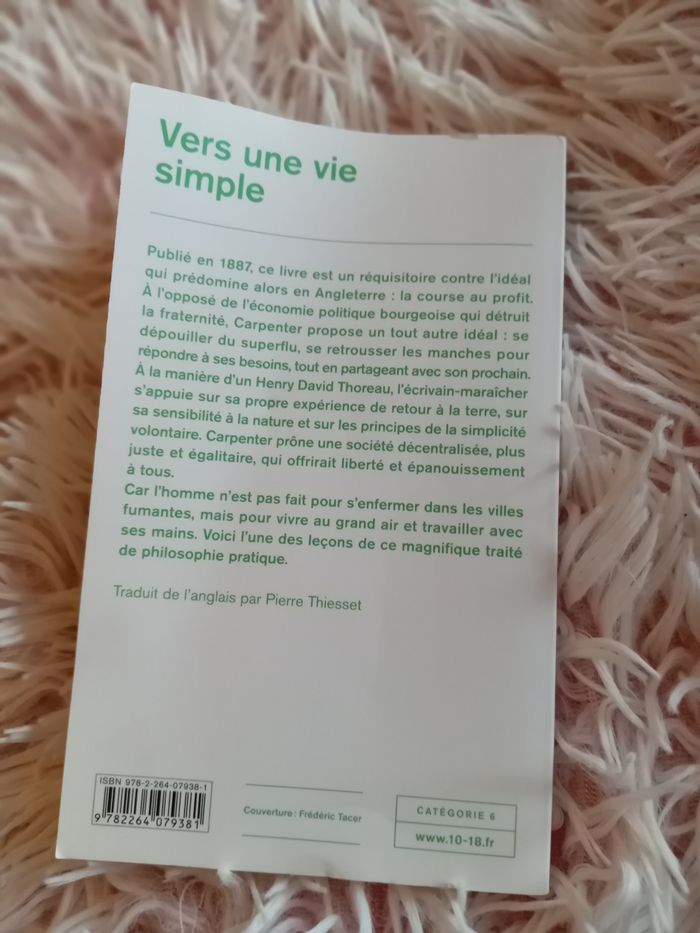 Vers une vie
simple
Publié en 1887, ce livre est un réquisitoire contre l'idéal
qui prédomine alors en Angleterre : la course au profit.
À l'opposé de l'économie politique bourgeoise qui détruit
la fraternité, Carpenter propose un tout autre idéal : se
dépouiller du superflu, se retrousser les manches pour
répondre à ses besoins, tout en partageant avec son prochain.
À la manière d'un Henry David Thoreau, l'écrivain-maraîcher
s'appuie sur sa propre expérience de retour à la terre, sur
sa sensibilité à la nature et sur les principes de la simplicité
volontaire. Carpenter prône une société décentralisée, plus
juste et égalitaire, qui offrirait liberté et épanouissement
à tous.
Car l'homme n'est pas fait pour s'enfermer dans les villes
fumantes, mais pour vivre au grand air et travailler avec
ses mains. Voici l'une des leçons de ce magnifique traité
de philosophie pratique.
Traduit de l'anglais par Pierre Thiesset
ISBN 978-2-264-07938-1
9 782264 079381
Couverture : Frédéric Tacer
CATÉGORIE 6
www.10-18.fr